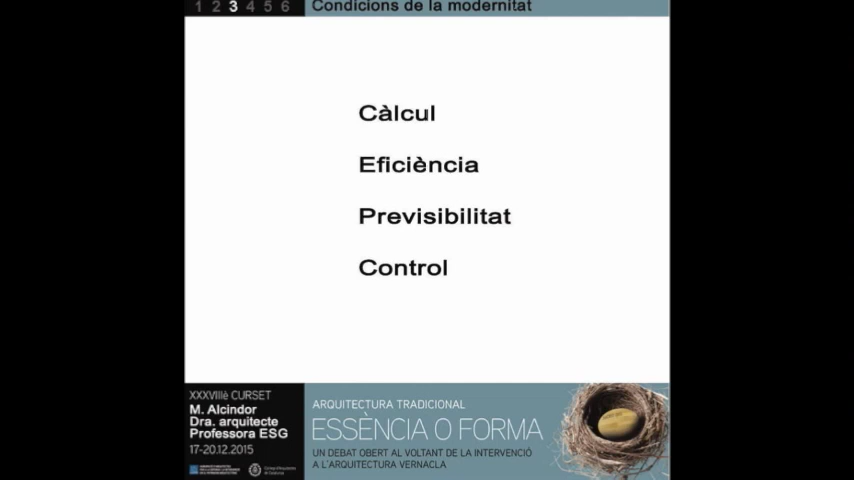 1 2 3 4 5 6 Condicions de la modernitat
Càlcul
Eficiència
Previsibilitat
Control
XXXVIIIè CURSET
M. Alcindor
Dra. arquitecte
Professora ESG
17-20.12.2015
ARQUITECTURA TRADICIONAL
ESSÈNCIA O FORMA
UN DEBAT OBERT AL VOLTANT DE LA INTERVENCIÓ
A L'ARQUITECTURA VERNACLA